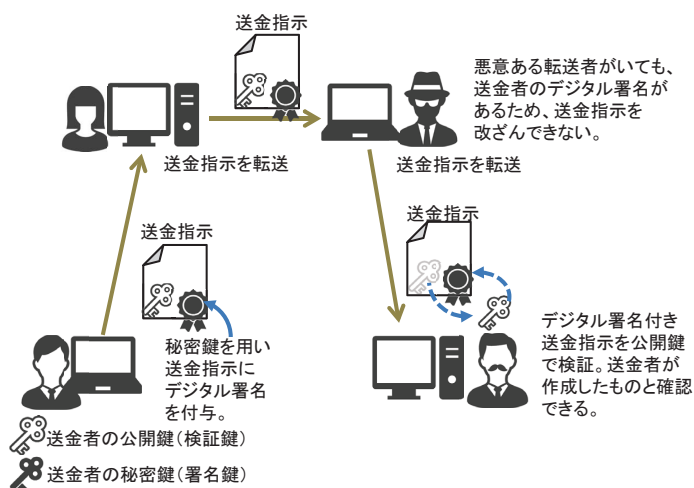 送金指示
悪意ある転送者がいても、
送金者のデジタル署名が
あるため、送金指示を
改ざんできない。
送金指示を転送
送金指示を転送
送金指示
送金指示
秘密鍵を用い
送金指示に
デジタル署名
を付与。
デジタル署名付き
送金指示を公開鍵
で検証。送金者が
作成したものと確認
できる。
送金者の公開鍵(検証鍵)
送金者の秘密鍵(署名鍵)